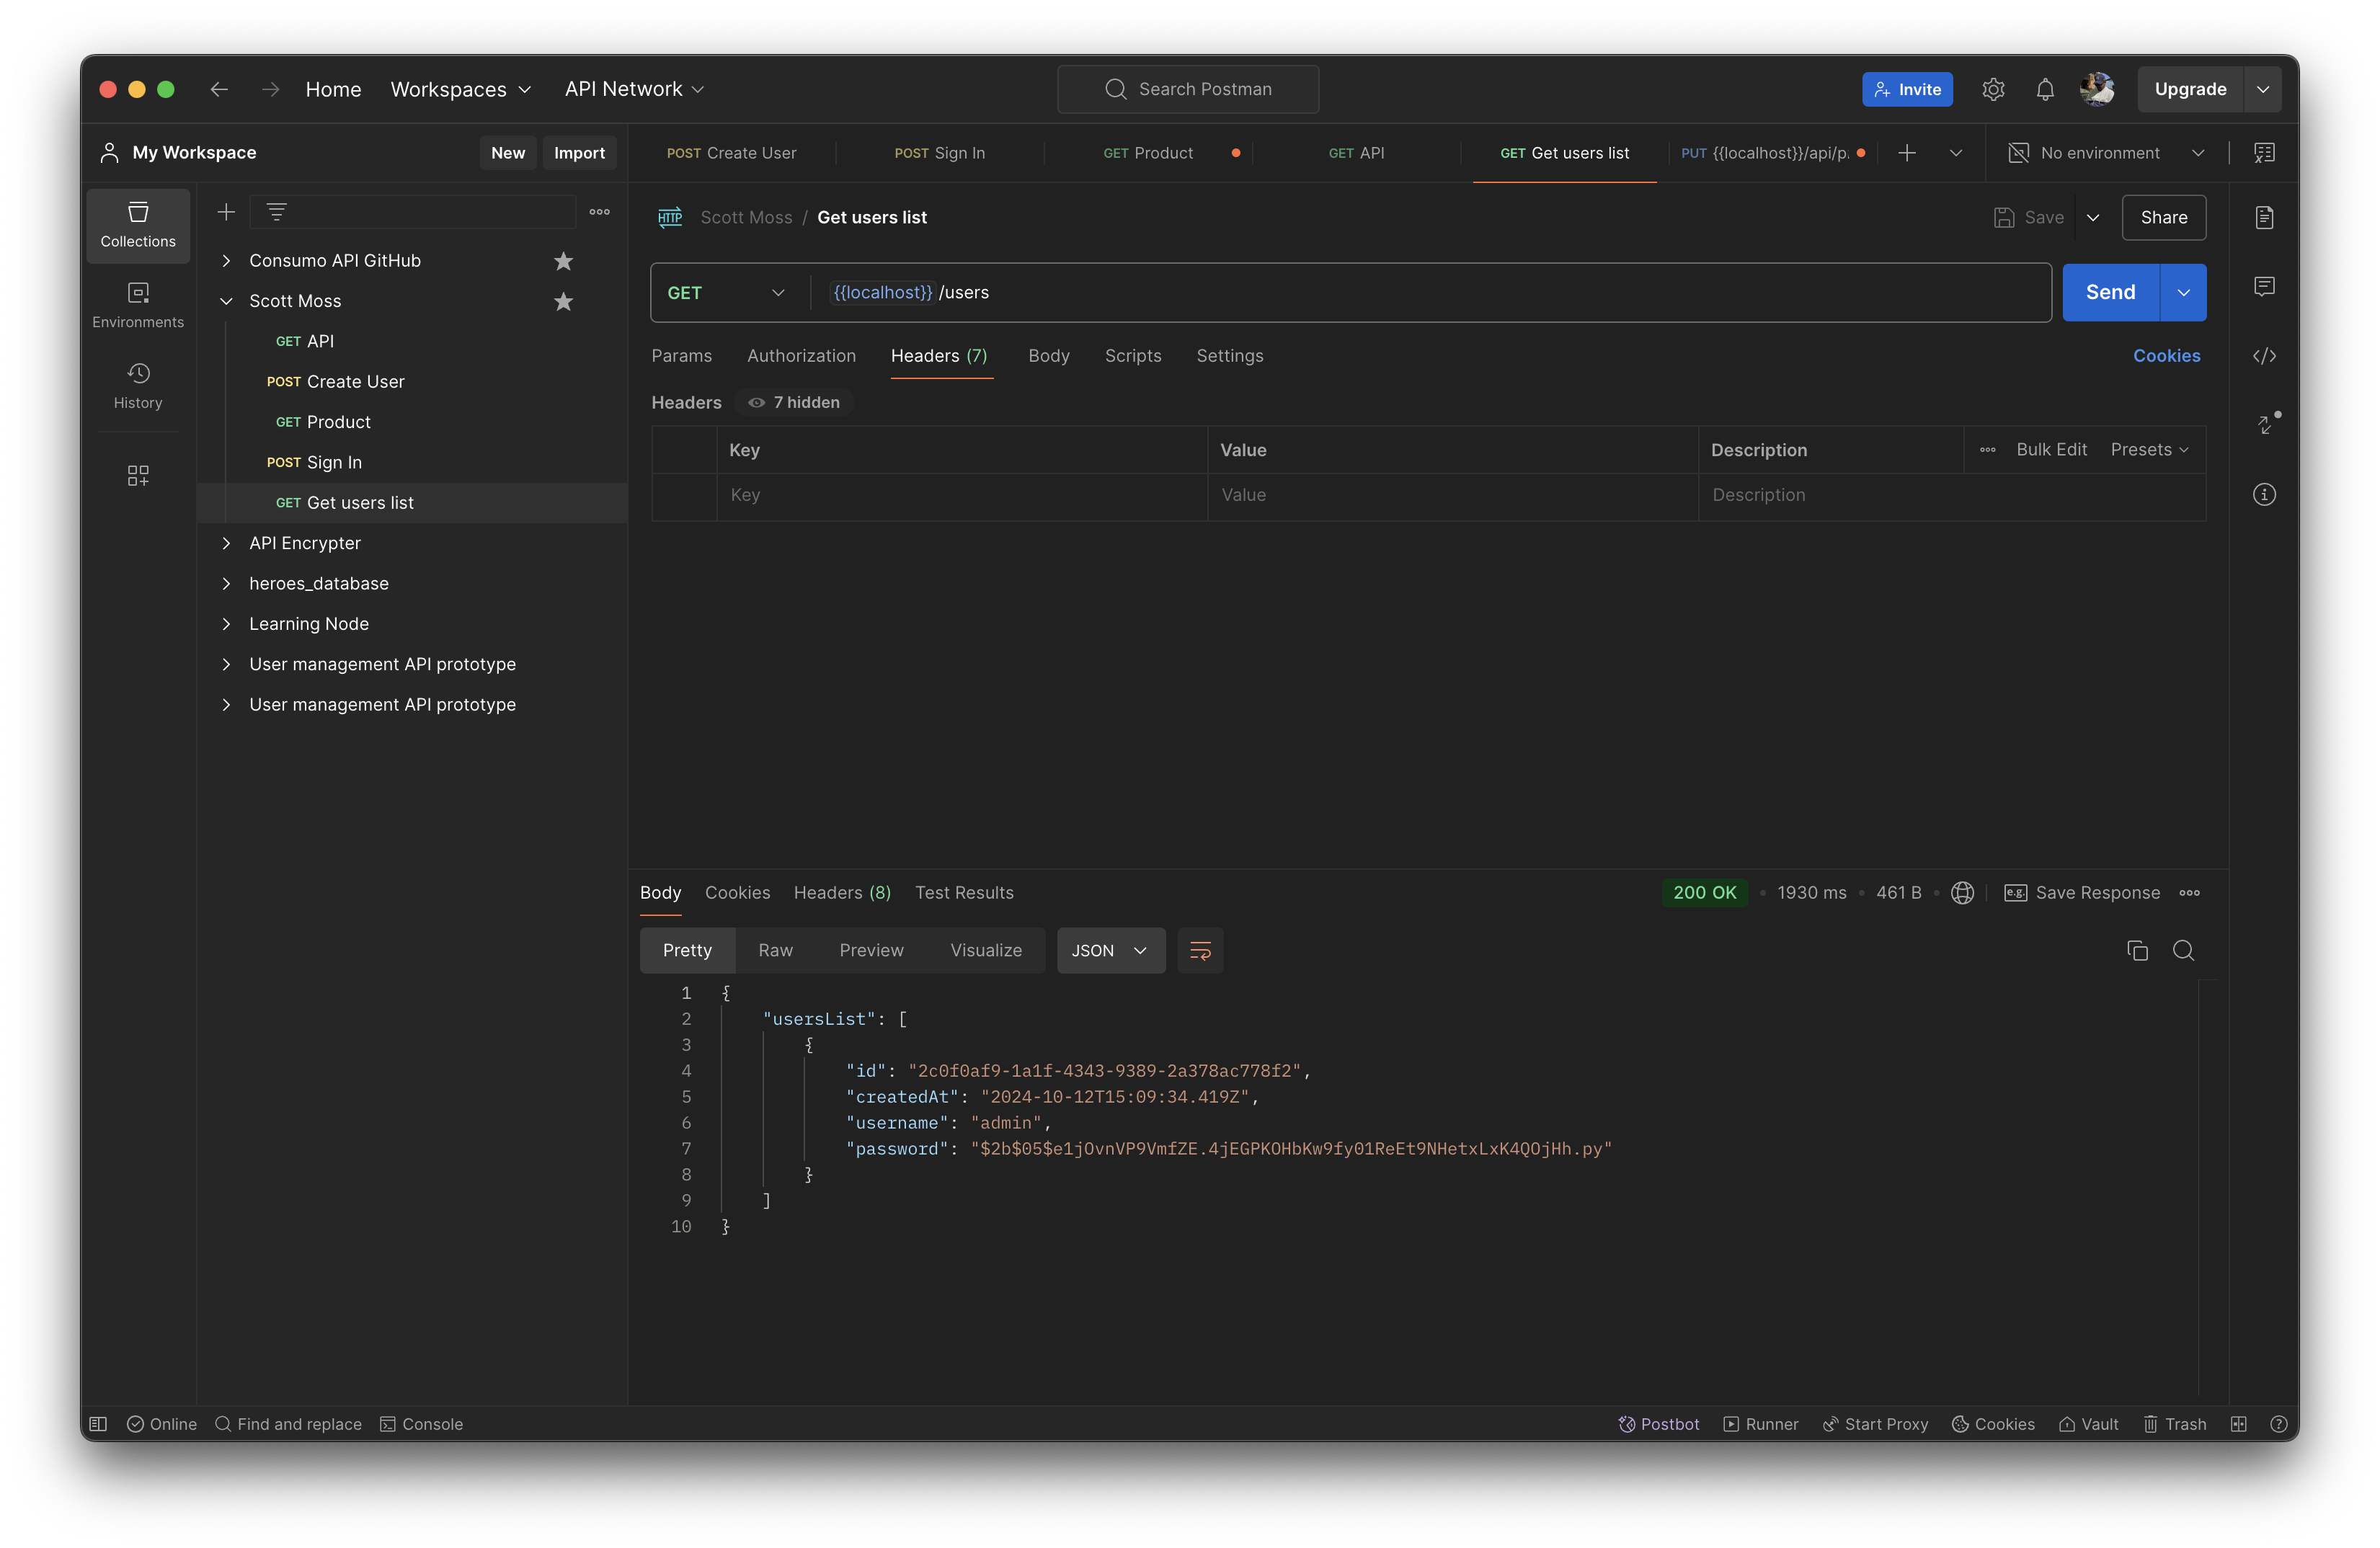 Home Workspaces API Network Search Postman Invite Upgrade
My Workspace New Import POST Create User POST Sign In GET Product GET API GET Get users list PUT {{localhost}}/api/p. No environment
Collections
Environments
History
Consumo API GitHub
Scott Moss
GET API
POST Create User
GET Product
POST Sign In
GET Get users list
API Encrypter
heroes_database
Learning Node
User management API prototype
User management API prototype
HTTP Scott Moss / Get users list Save Share
GET {{localhost}} /users Send
Params Authorization Headers (7) Body Scripts Settings Cookies
Headers 7 hidden
Key Value Description Bulk Edit Presets
Key Value Description
Body Cookies Headers (8) Test Results 200 OK 1930 ms 461 B e.g. Save Response
Pretty Raw Preview Visualize JSON
1 {
2 "usersList": [
3 {
4 "id": "2c0f0af9-1a1f-4343-9389-2a378ac778f2",
5 "createdAt": "2024-10-12T15:09:34.419Z",
6 "username": "admin",
7 "password": "$2b$05$e1jOvnVP9VmfZE.4jEGPKOHbKw9fy01ReEt9NHetxLxK4QOjHh.py"
8 }
9 ]
10 }
Online Find and replace Console Postbot Runner Start Proxy Cookies Vault Trash